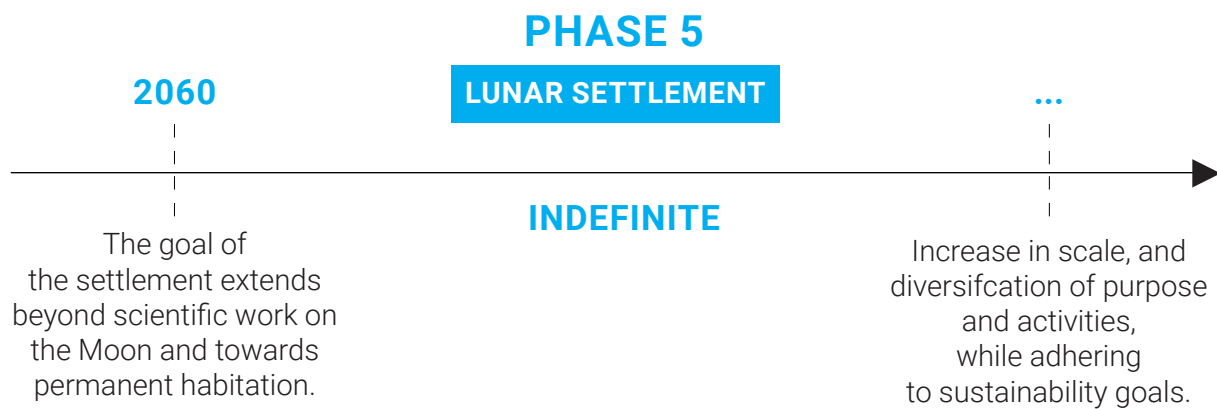 PHASE 5
2060
LUNAR SETTLEMENT
...
INDEFINITE
The goal of
the settlement extends
beyond scientific work on
the Moon and towards
permanent habitation.
Increase in scale, and
diversifcation of purpose
and activities,
while adhering
to sustainability goals.